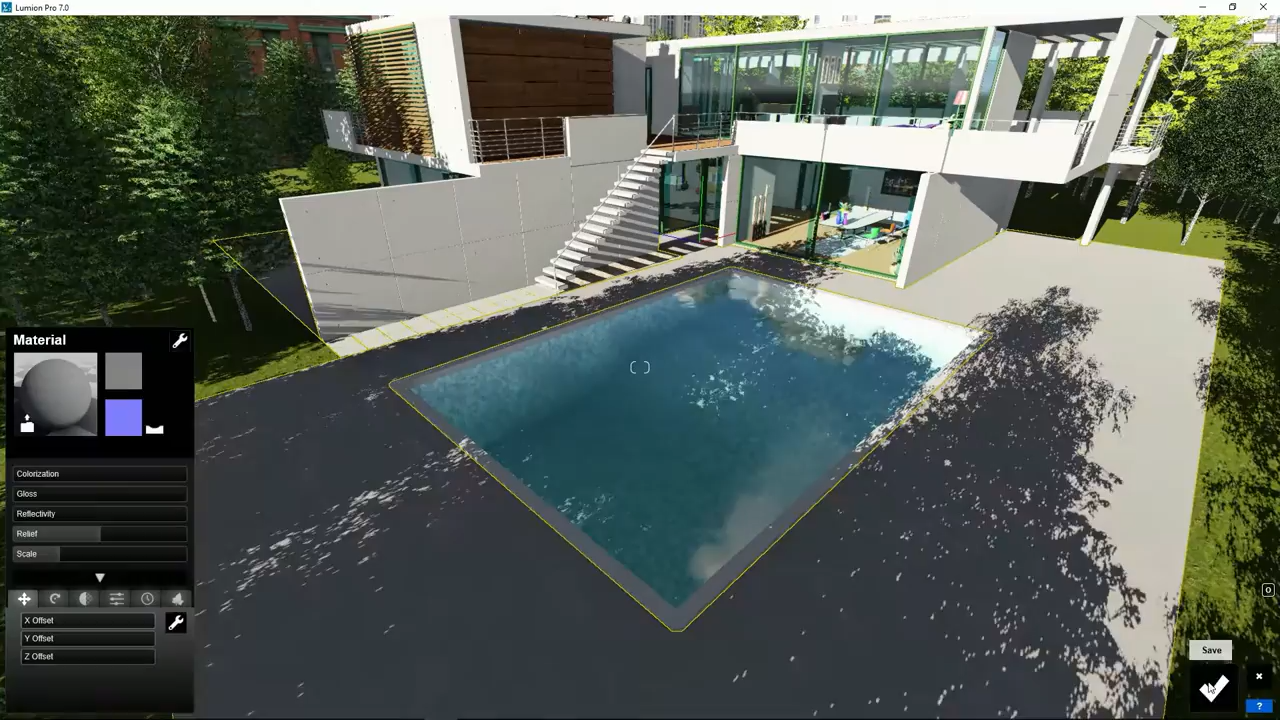 Lumion Pro 7.0
Material
Colorization
Gloss
Reflectivity
Relief
Scale
X Offset
Y Offset
Z Offset
Save
?